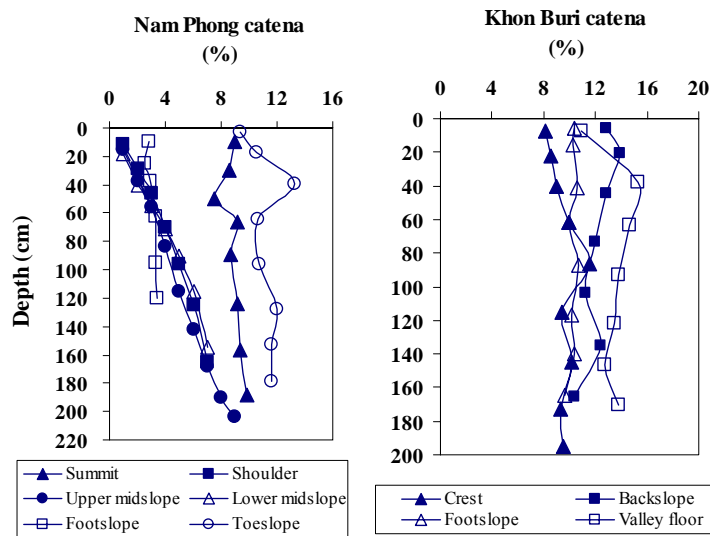 Nam Phong catena
(%)
0 4 8 12 16
0
20
40
60
80
100
120
140
160
180
200
220
Depth (cm)
Summit Shoulder
Upper midslope Lower midslope
Footslope Toeslope
Khon Buri catena
(%)
0 4 8 12 16 20
0
20
40
60
80
100
120
140
160
180
200
Crest Backslope
Footslope Valley floor